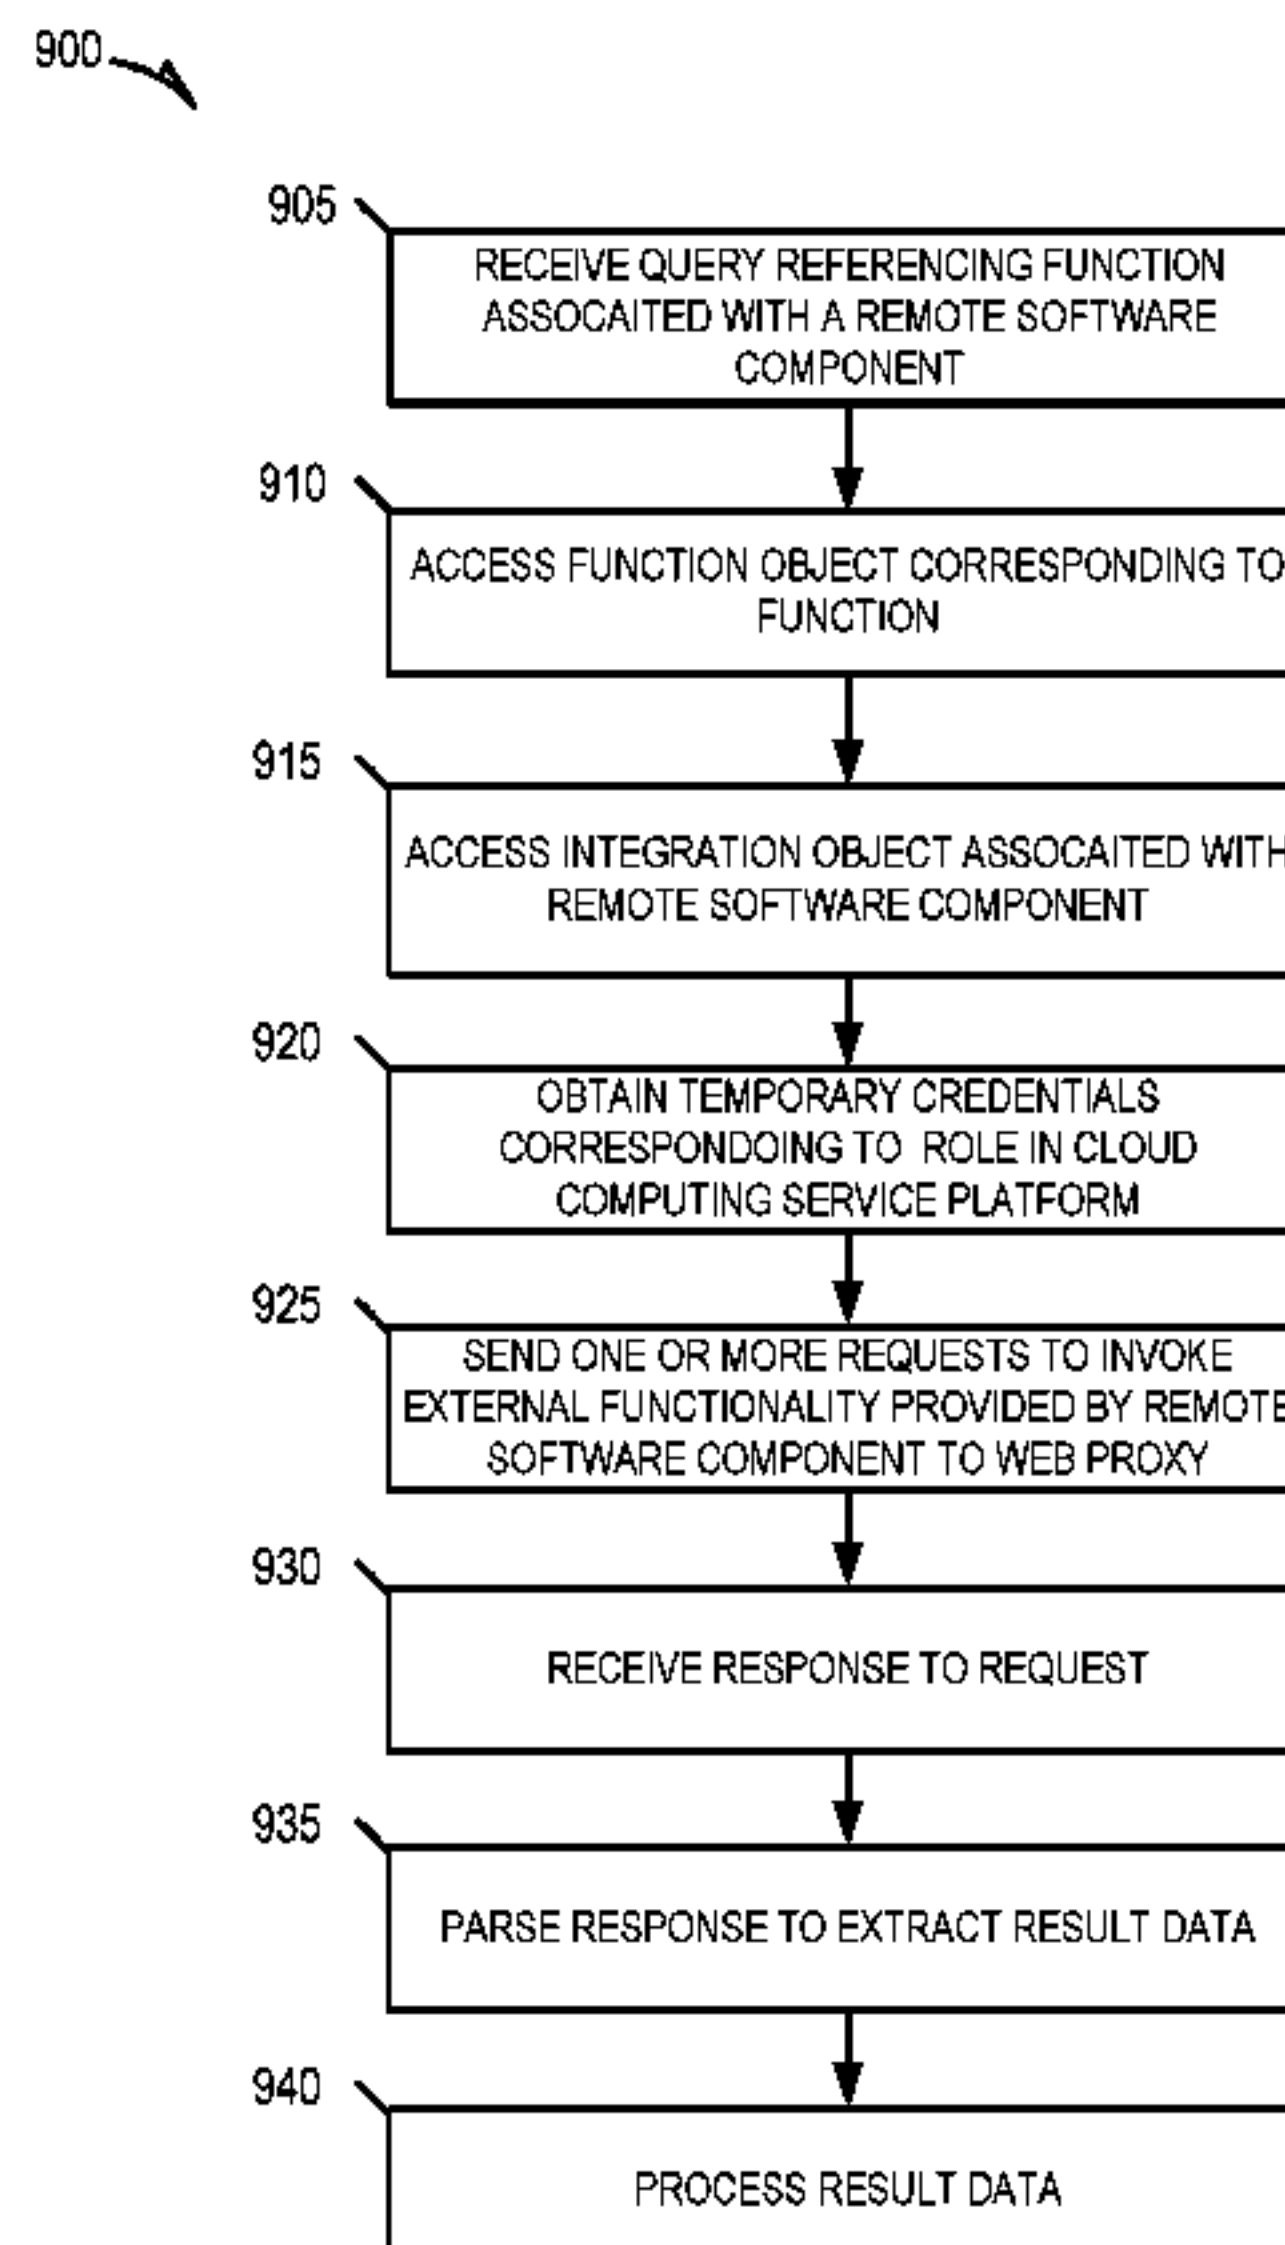 900
905
RECEIVE QUERY REFERENCING FUNCTION
ASSOCAITED WITH A REMOTE SOFTWARE
COMPONENT
910
ACCESS FUNCTION OBJECT CORRESPONDING TO
FUNCTION
915
ACCESS INTEGRATION OBJECT ASSOCAITED WITH
REMOTE SOFTWARE COMPONENT
920
OBTAIN TEMPORARY CREDENTIALS
CORRESPONDOING TO ROLE IN CLOUD
COMPUTING SERVICE PLATFORM
925
SEND ONE OR MORE REQUESTS TO INVOKE
EXTERNAL FUNCTIONALITY PROVIDED BY REMOTE
SOFTWARE COMPONENT TO WEB PROXY
930
RECEIVE RESPONSE TO REQUEST
935
PARSE RESPONSE TO EXTRACT RESULT DATA
940
PROCESS RESULT DATA